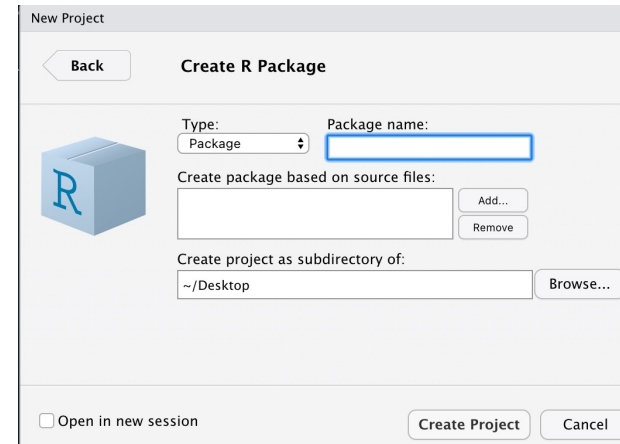 New Project
Back
Create R Package
Type:
Package name:
Package
R
Create package based on source files:
Add...
Remove
Create project as subdirectory of:
~/Desktop
Browse...
Open in new session
Create Project
Cancel